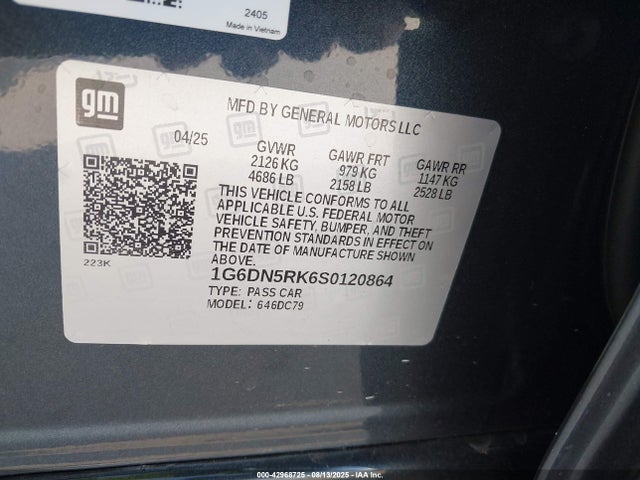 2405
Made in Vietnam
gm
MFD BY GENERAL MOTORS LLC
04/25
GVWR GAWR FRT GAWR RR
2126 KG 979 KG 1147 KG
4686 LB 2158 LB 2528 LB
THIS VEHICLE CONFORMS TO ALL
APPLICABLE U.S. FEDERAL MOTOR
VEHICLE SAFETY, BUMPER, AND THEFT
PREVENTION STANDARDS IN EFFECT ON
THE DATE OF MANUFACTURE SHOWN
ABOVE.
223K
1G6DN5RK6S0120864
TYPE: PASS CAR
MODEL: 646DC79
000-42968725 - 08/13/2025 - IAAI.COM